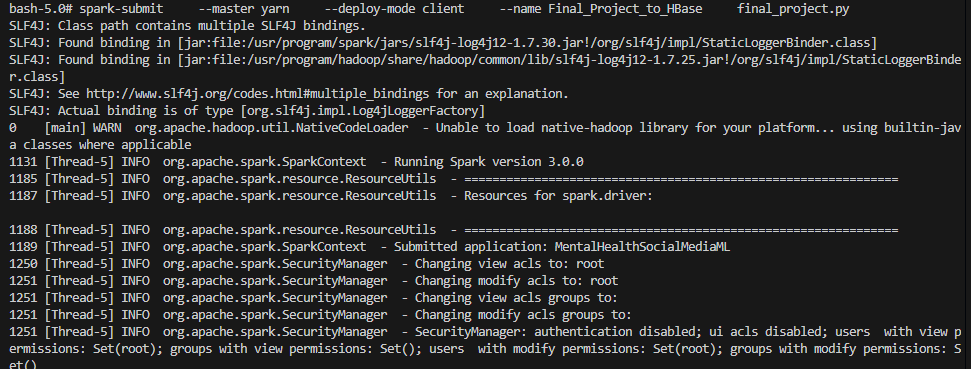 bash-5.0# spark-submit     --master yarn     --deploy-mode client     --name Final_Project_to_HBase     final_project.py
SLF4J: Class path contains multiple SLF4J bindings.
SLF4J: Found binding in [jar:file:/usr/program/spark/jars/slf4j-log4j12-1.7.30.jar!/org/slf4j/impl/StaticLoggerBinder.class]
SLF4J: Found binding in [jar:file:/usr/program/hadoop/share/hadoop/common/lib/slf4j-log4j12-1.7.25.jar!/org/slf4j/impl/StaticLoggerBinde
r.class]
SLF4J: See http://www.slf4j.org/codes.html#multiple_bindings for an explanation.
SLF4J: Actual binding is of type [org.slf4j.impl.Log4jLoggerFactory]
0    [main] WARN  org.apache.hadoop.util.NativeCodeLoader  - Unable to load native-hadoop library for your platform... using builtin-jav
a classes where applicable
1131 [Thread-5] INFO  org.apache.spark.SparkContext  - Running Spark version 3.0.0
1185 [Thread-5] INFO  org.apache.spark.resource.ResourceUtils  - ==============================================================
1187 [Thread-5] INFO  org.apache.spark.resource.ResourceUtils  - Resources for spark.driver:

1188 [Thread-5] INFO  org.apache.spark.resource.ResourceUtils  - ==============================================================
1189 [Thread-5] INFO  org.apache.spark.SparkContext  - Submitted application: MentalHealthSocialMediaML
1250 [Thread-5] INFO  org.apache.spark.SecurityManager  - Changing view acls to: root
1251 [Thread-5] INFO  org.apache.spark.SecurityManager  - Changing modify acls to: root
1251 [Thread-5] INFO  org.apache.spark.SecurityManager  - Changing view acls groups to:
1251 [Thread-5] INFO  org.apache.spark.SecurityManager  - Changing modify acls groups to:
1251 [Thread-5] INFO  org.apache.spark.SecurityManager  - SecurityManager: authentication disabled; ui acls disabled; users  with view p
ermissions: Set(root); groups with view permissions: Set(); users  with modify permissions: Set(root); groups with modify permissions: S
et()